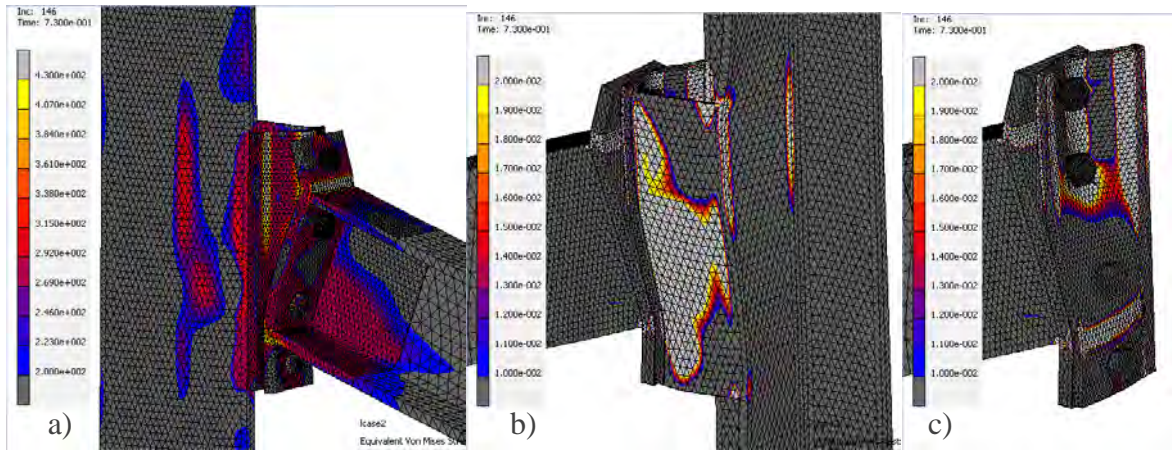 Inc: 146
Time: 7.300e-001
4.300e+002
4.070e+002
3.840e+002
3.610e+002
3.380e+002
3.150e+002
2.920e+002
2.690e+002
2.460e+002
2.230e+002
2.000e+002
a)
lcase2
Equivalent Von Mises Stre
Inc: 146
Time: 7.300e-001
2.000e-002
1.900e-002
1.800e-002
1.700e-002
1.600e-002
1.500e-002
1.400e-002
1.300e-002
1.200e-002
1.100e-002
1.000e-002
b)
Inc: 146
Time: 7.300e-001
2.000e-002
1.900e-002
1.800e-002
1.700e-002
1.600e-002
1.500e-002
1.400e-002
1.300e-002
1.200e-002
1.100e-002
1.000e-002
c)